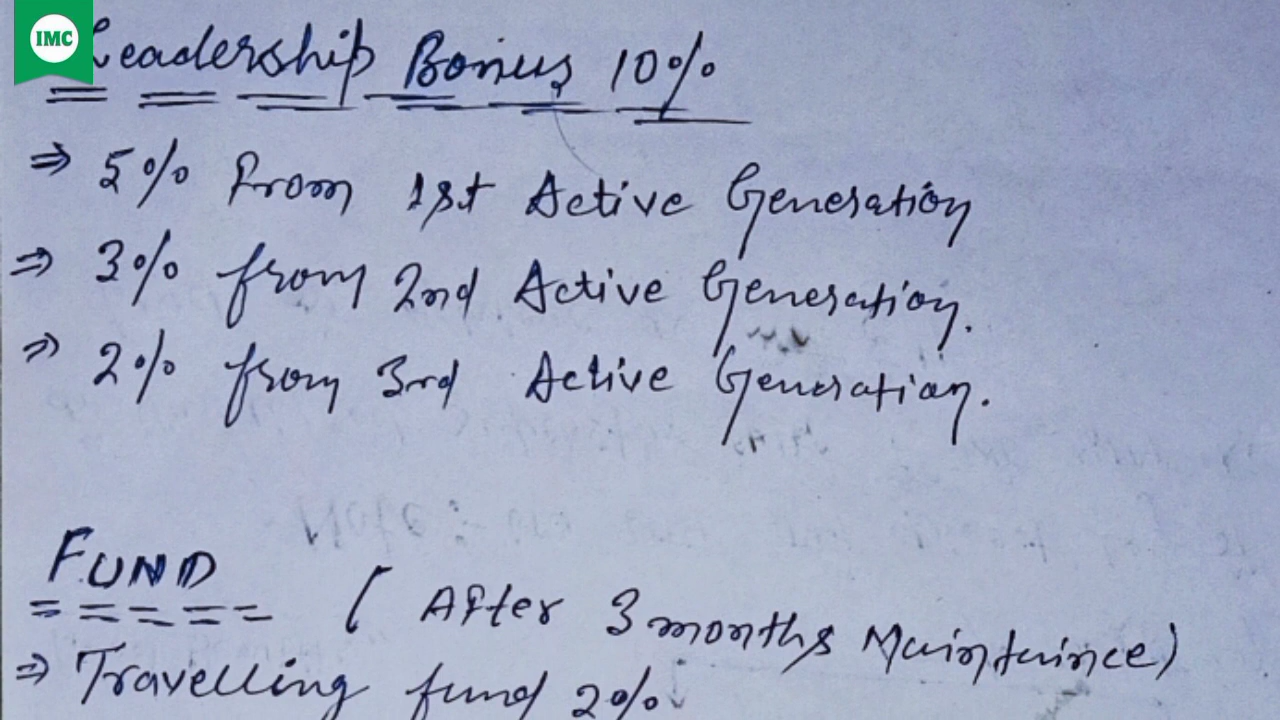 IMC
Leadership Bonus 10%
⇒ 5% From 1st Active Generation
⇒ 3% from 2nd Active Generation.
⇒ 2% from 3rd Active Generation.
FUND (After 3 months Maintaince)
⇒ Travelling fund 2%